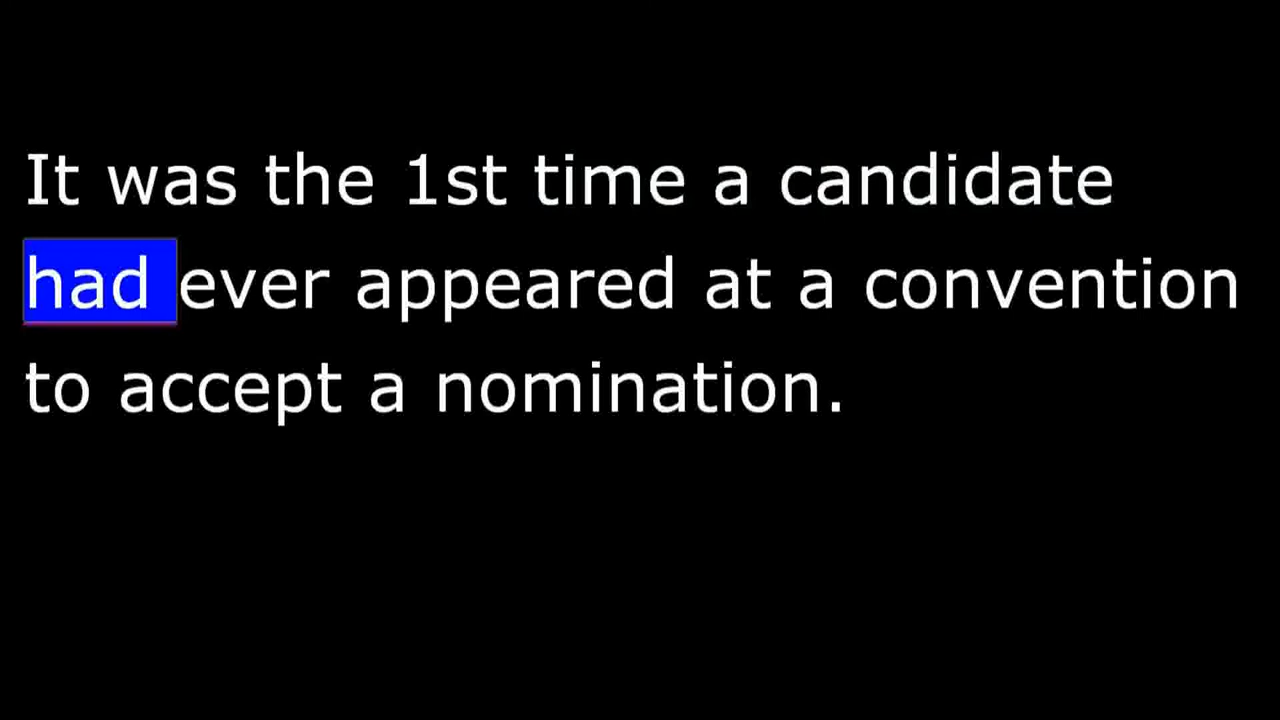 It was the 1st time a candidate
had ever appeared at a convention
to accept a nomination.